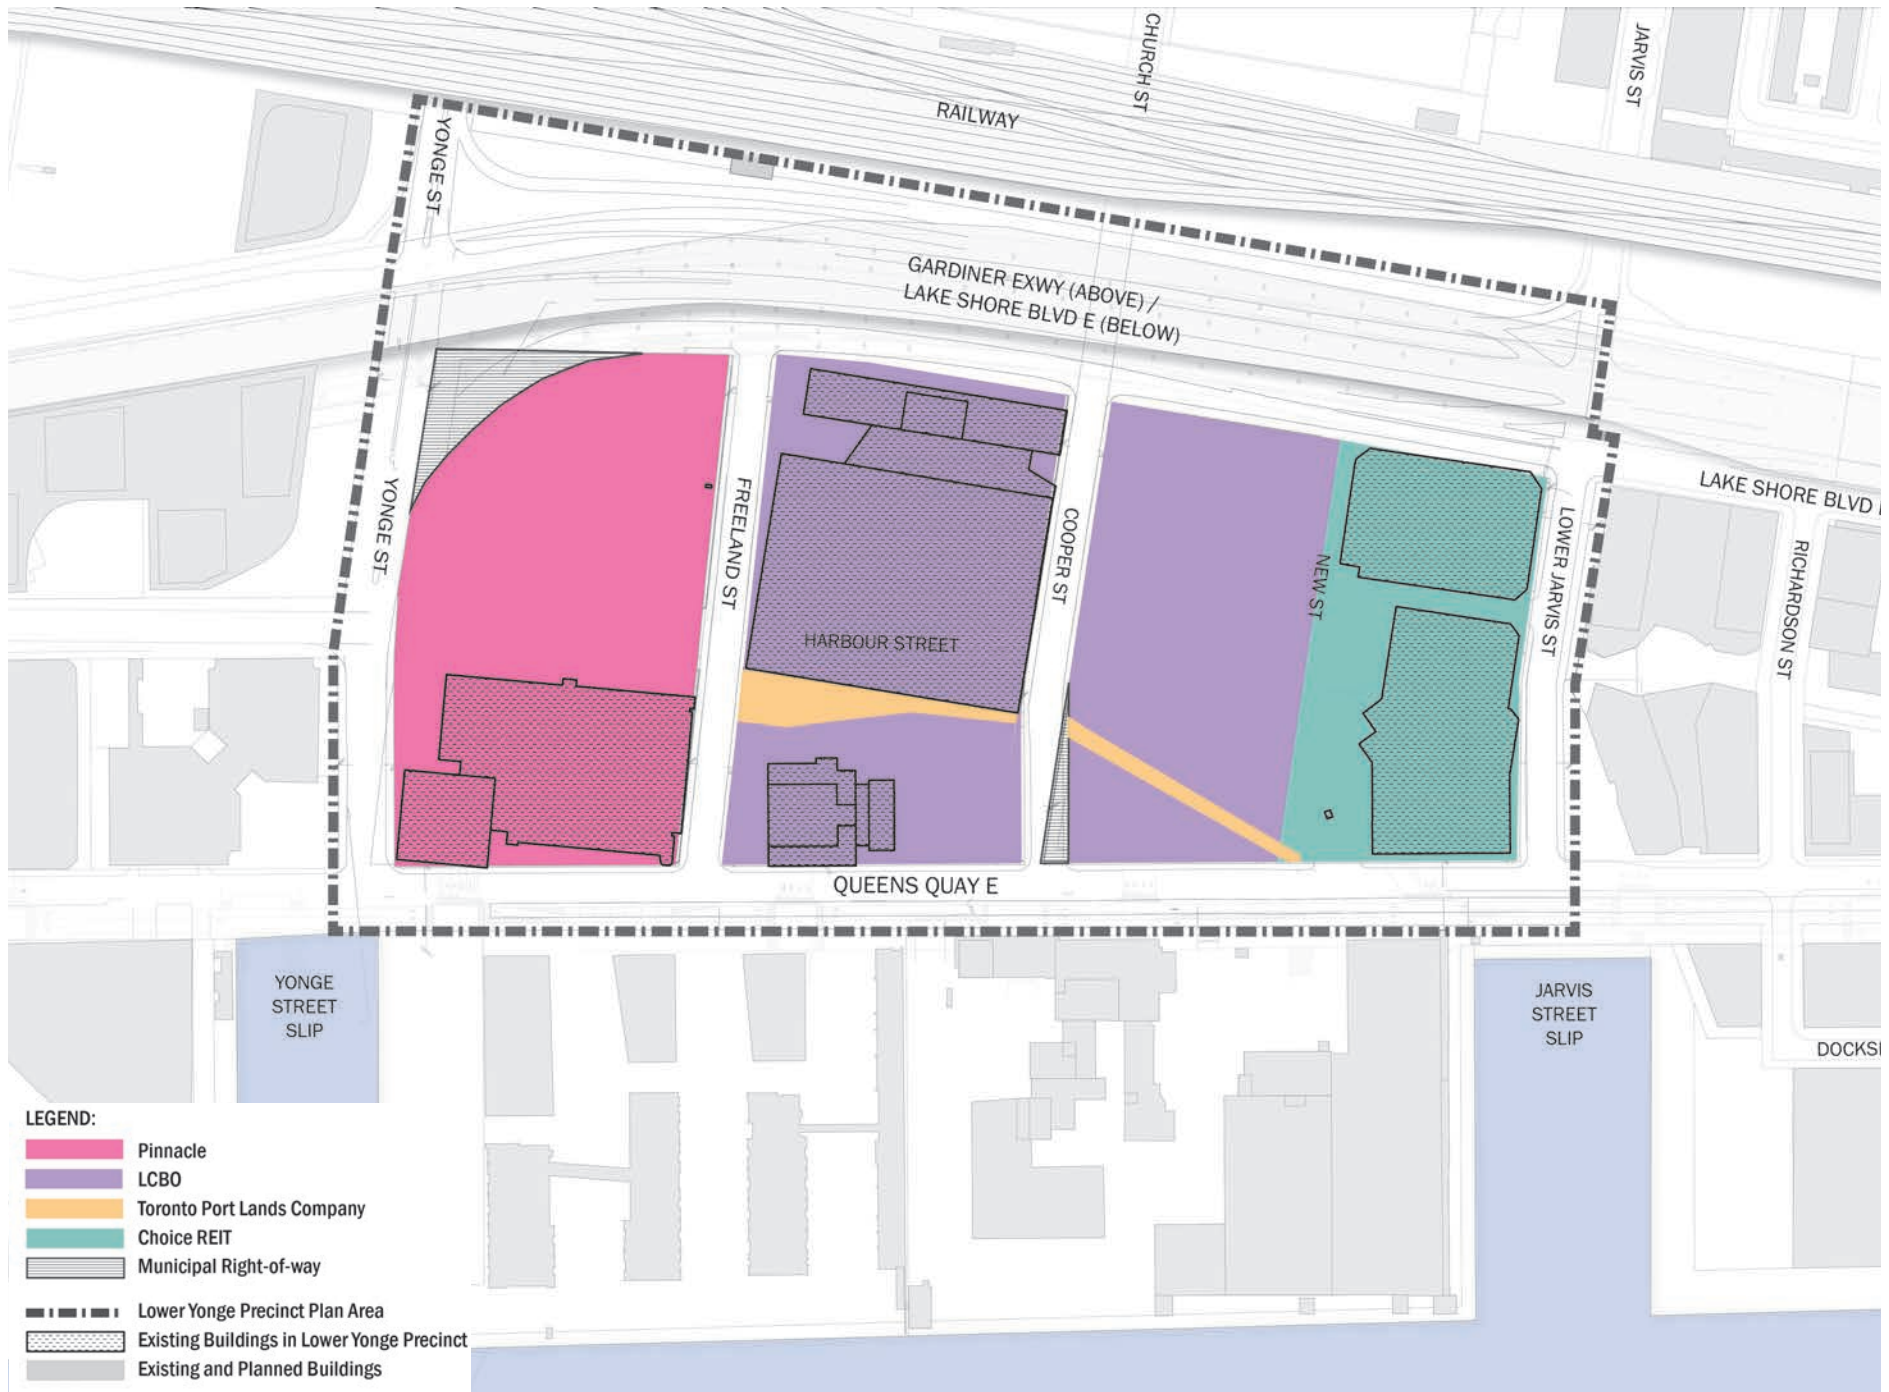 CHURCH ST
JARVIS ST
RAILWAY
YONGE ST
GARDINER EXWY (ABOVE) /
LAKE SHORE BLVD E (BELOW)
LAKE SHORE BLVD
YONGE ST
FREELAND ST
COOPER ST
NEW ST
LOWER JARVIS ST
RICHARDSON ST
HARBOUR STREET
QUEENS QUAY E
YONGE
STREET
SLIP
JARVIS
STREET
SLIP
DOCKS
LEGEND:
Pinnacle
LCBO
Toronto Port Lands Company
Choice REIT
Municipal Right-of-way
Lower Yonge Precinct Plan Area
Existing Buildings in Lower Yonge Precinct
Existing and Planned Buildings